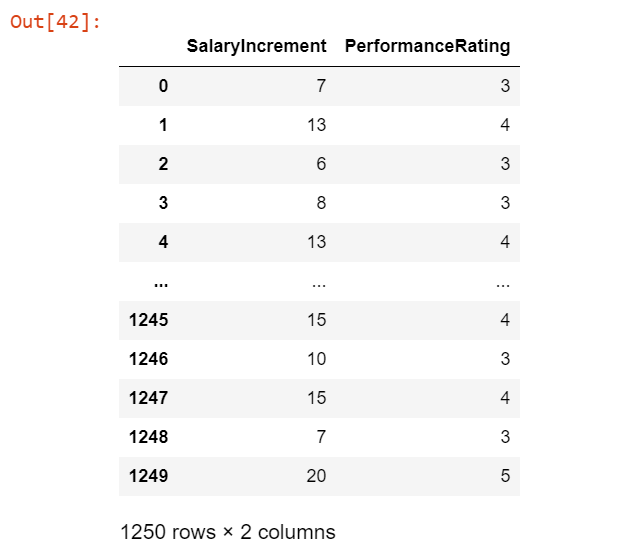 Out[42]:
SalaryIncrement PerformanceRating
0 7 3
1 13 4
2 6 3
3 8 3
4 13 4
... ... ...
1245 15 4
1246 10 3
1247 15 4
1248 7 3
1249 20 5
1250 rows × 2 columns